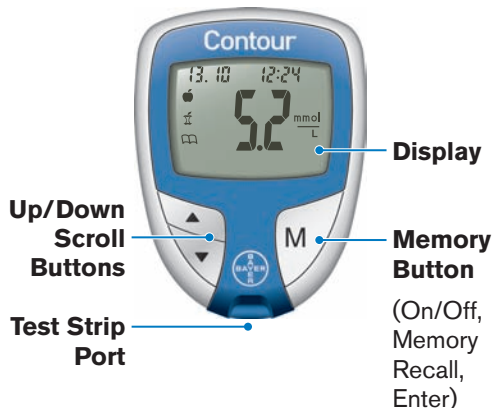 Contour
13. 10 12:24
5.2 mmol
L
Display
Up/Down
Scroll
Buttons
M
Memory
Button
(On/Off,
Memory
Recall,
Enter)
BAYER
BAYER
Test Strip
Port